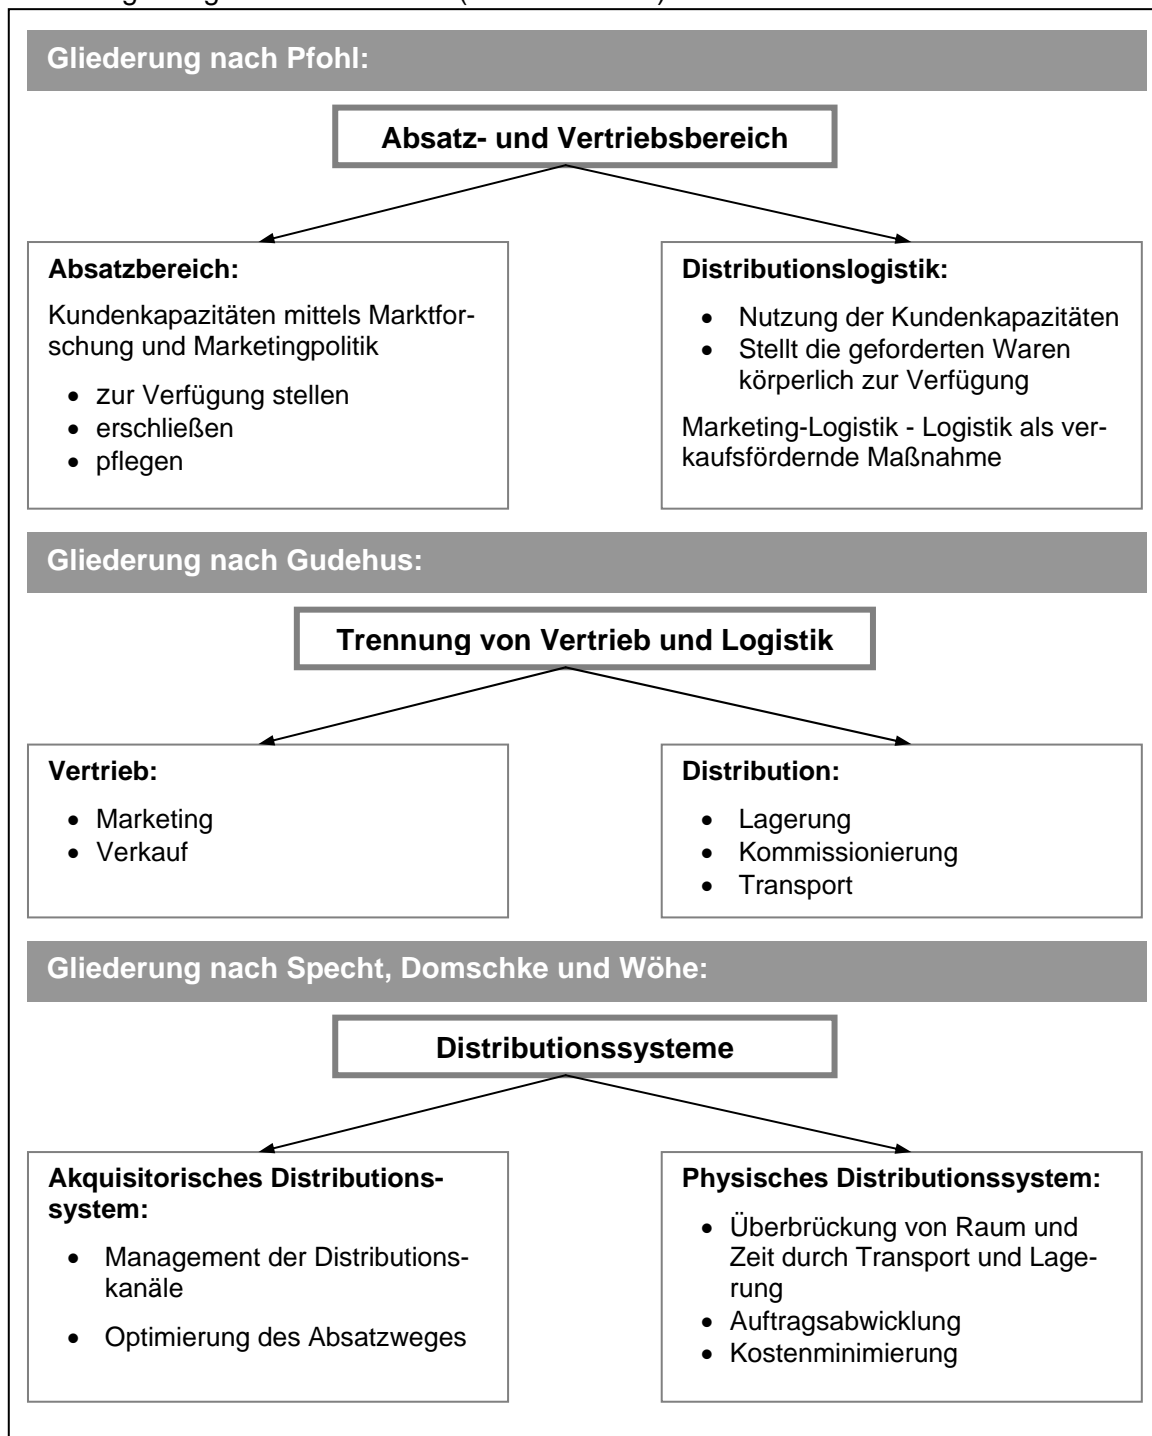 Gliederung nach Pfohl:
Absatz- und Vertriebsbereich
Absatzbereich:
Kundenkapazitäten mittels Marktfor-
schung und Marketingpolitik
• zur Verfügung stellen
• erschließen
• pflegen
Distributionslogistik:
• Nutzung der Kundenkapazitäten
• Stellt die geforderten Waren
körperlich zur Verfügung
Marketing-Logistik - Logistik als ver-
kaufsfördernde Maßnahme
Gliederung nach Gudehus:
Trennung von Vertrieb und Logistik
Vertrieb:
• Marketing
• Verkauf
Distribution:
• Lagerung
• Kommissionierung
• Transport
Gliederung nach Specht, Domschke und Wöhe:
Distributionssysteme
Akquisitorisches Distributions-
system:
• Management der Distributions-
kanäle
• Optimierung des Absatzweges
Physisches Distributionssystem:
• Überbrückung von Raum und
Zeit durch Transport und Lage-
rung
• Auftragsabwicklung
• Kostenminimierung